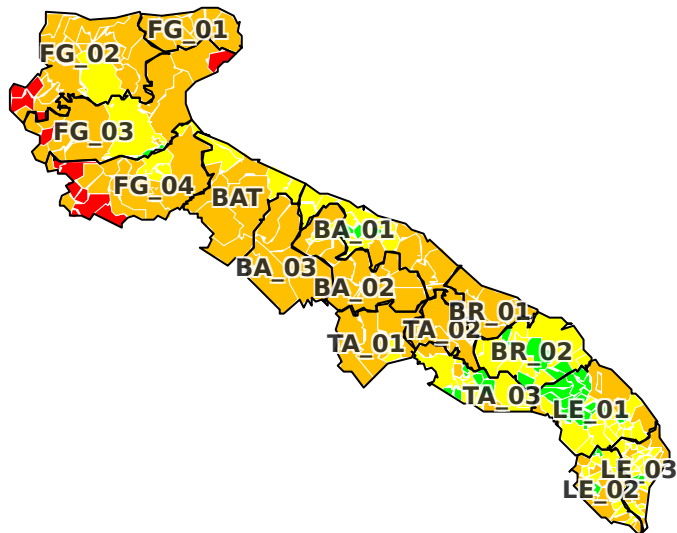 FG_01
FG_02
FG_03
FG_04
BAT
BA_01
BA_03
BA_02
BR_01
TA_02
TA_01
BR_02
TA_03
LE_01
LE_03
LE_02